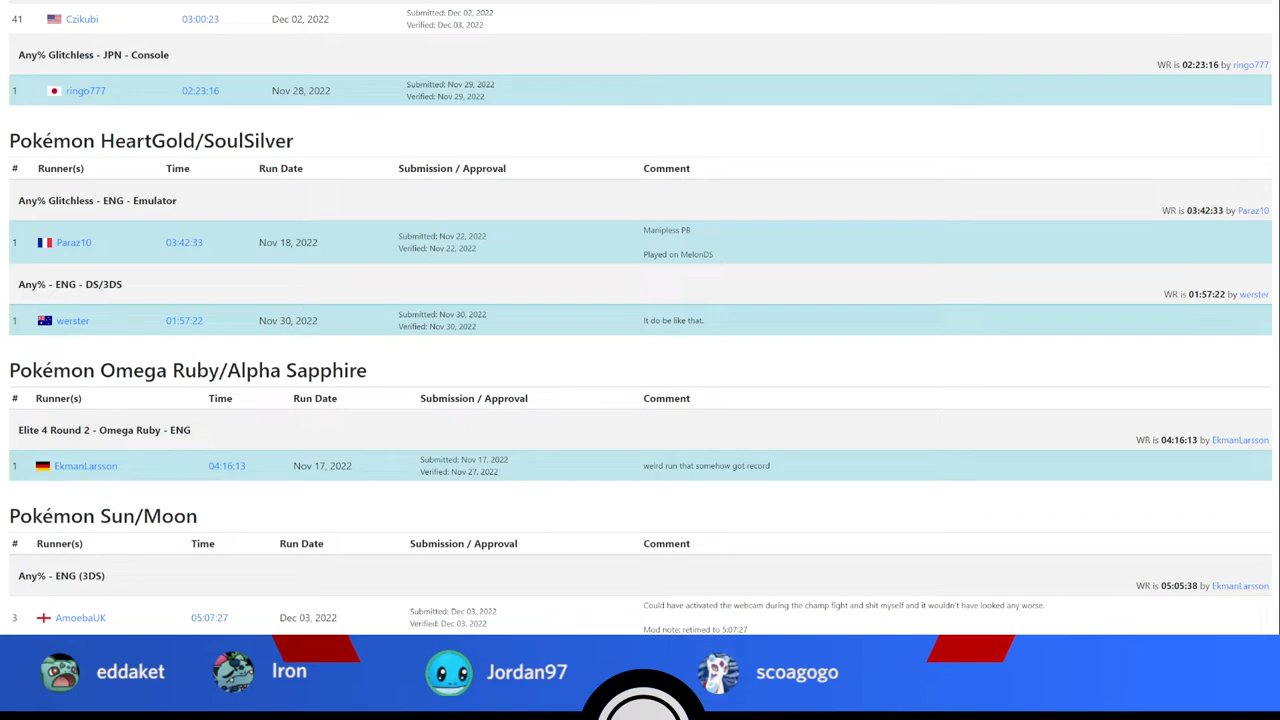 41 Czikubi 03:00:23 Dec 02, 2022 Submitted: Dec 02, 2022
Verified: Dec 03, 2022
Any% Glitchless - JPN - Console
WR is 02:23:16 by ringo777
1 ringo777 02:23:16 Nov 28, 2022 Submitted: Nov 29, 2022
Verified: Nov 29, 2022
Pokémon HeartGold/SoulSilver
# Runner(s) Time Run Date Submission / Approval Comment
Any% Glitchless - ENG - Emulator
WR is 03:42:33 by Paraz10
1 Paraz10 03:42:33 Nov 18, 2022 Submitted: Nov 22, 2022
Verified: Nov 22, 2022
Manipless PB
Played on MelonDS
Any% - ENG - DS/3DS
WR is 01:57:22 by werster
1 werster 01:57:22 Nov 30, 2022 Submitted: Nov 30, 2022
Verified: Nov 30, 2022
It do be like that.
Pokémon Omega Ruby/Alpha Sapphire
# Runner(s) Time Run Date Submission / Approval Comment
Elite 4 Round 2 - Omega Ruby - ENG
WR is 04:16:13 by EkmanLarsson
1 EkmanLarsson 04:16:13 Nov 17, 2022 Submitted: Nov 17, 2022
Verified: Nov 27, 2022
weird run that somehow got record
Pokémon Sun/Moon
# Runner(s) Time Run Date Submission / Approval Comment
Any% - ENG (3DS)
WR is 05:05:38 by EkmanLarsson
3 AmoebaUK 05:07:27 Dec 03, 2022 Submitted: Dec 03, 2022
Verified: Dec 03, 2022
Could have activated the webcam during the champ fight and shit myself and it wouldn't have looked any worse.
Mod note: retimed to 5:07:27
eddaket Iron Jordan97 scoagogo